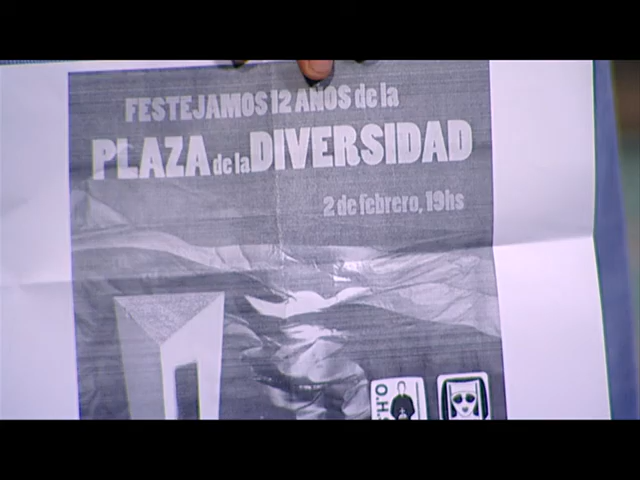 FESTEJAMOS 12 AÑOS de la
PLAZA de la DIVERSIDAD
2 de febrero, 19hs
O.H.